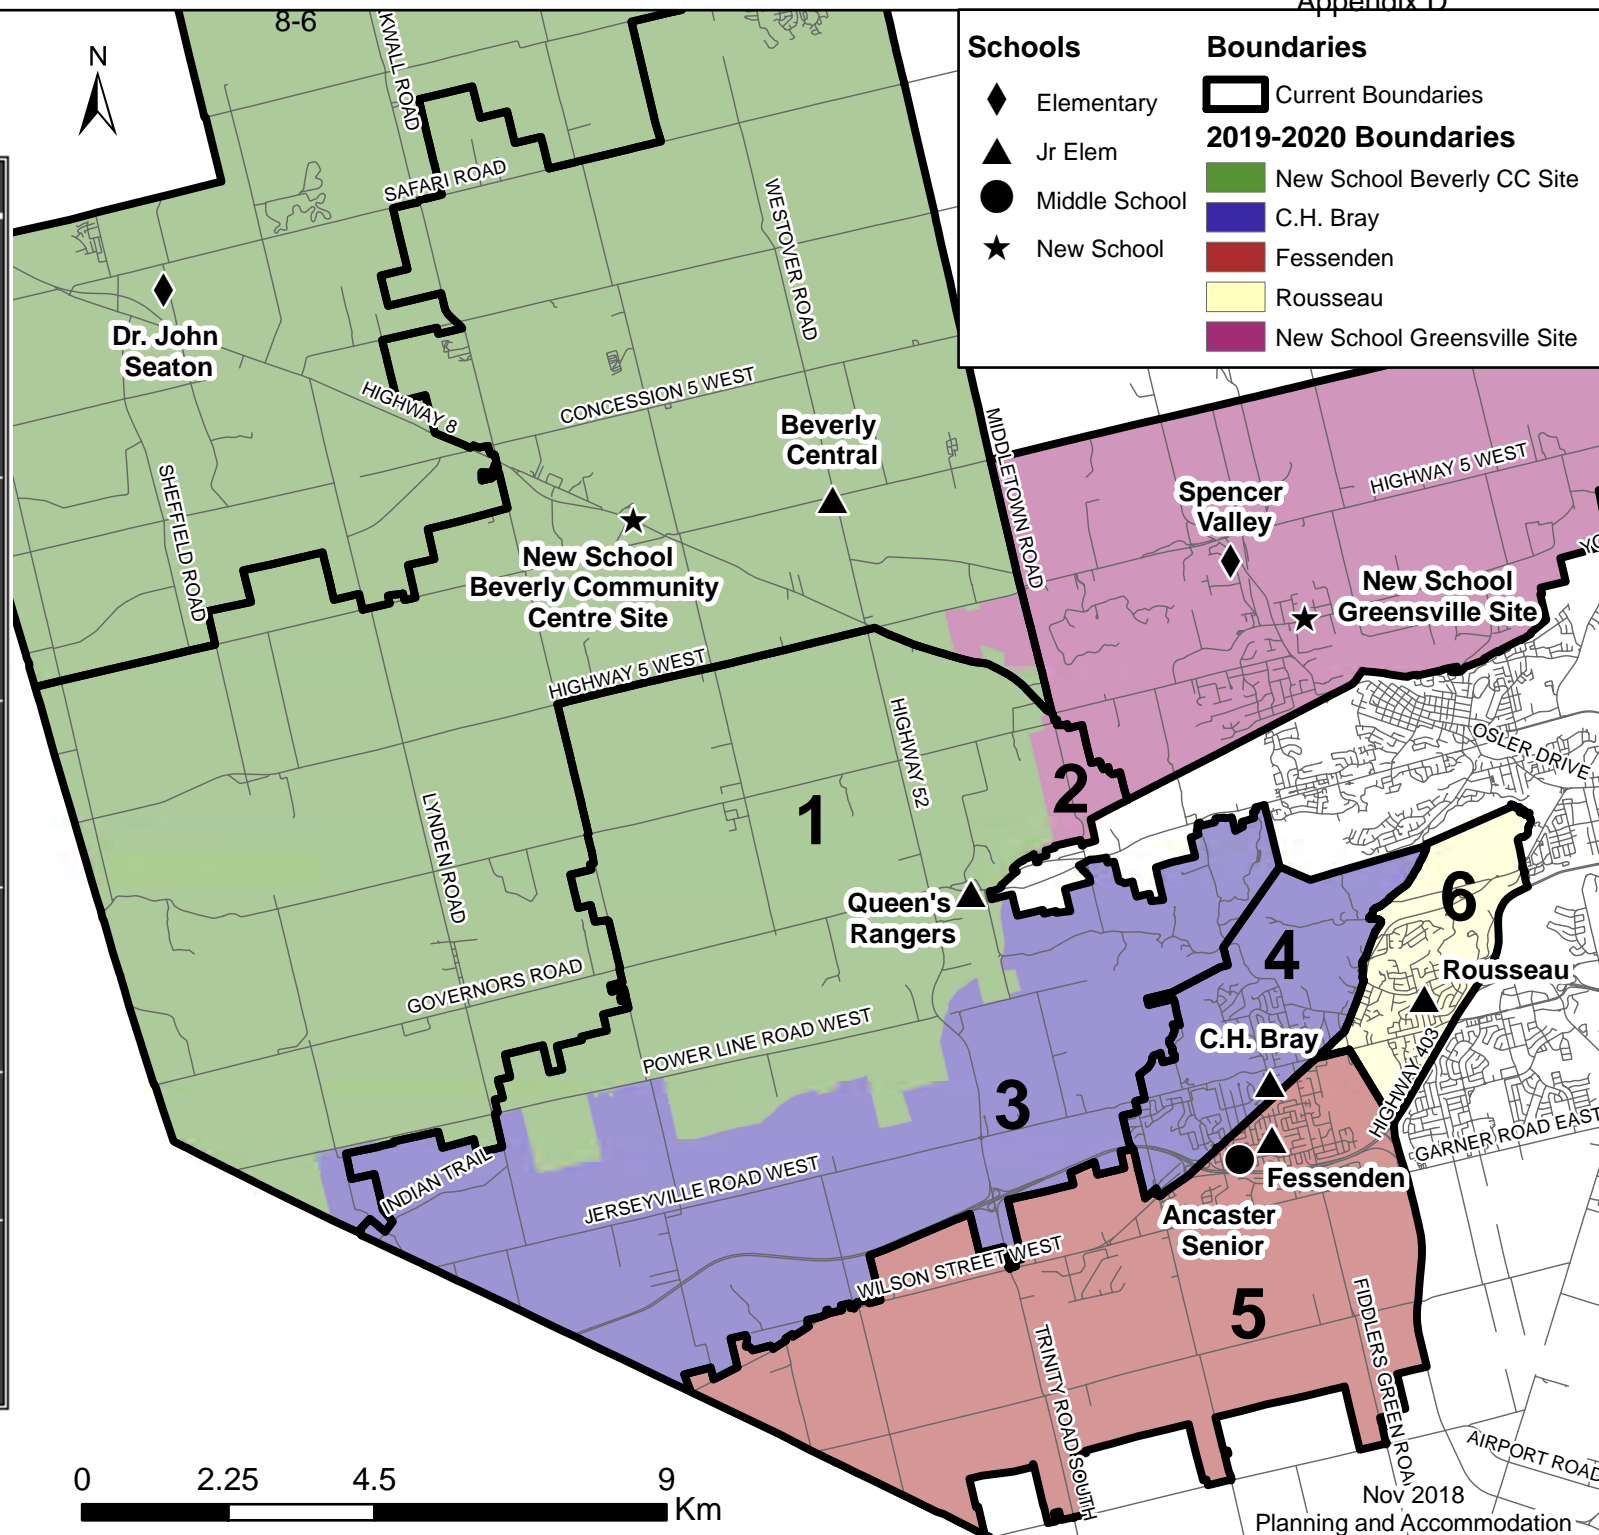 Appendix D
8-6
N
Schools
Elementary
Jr Elem
Middle School
New School
Boundaries
Current Boundaries
2019-2020 Boundaries
New School Beverly CC Site
C.H. Bray
Fessenden
Rousseau
New School Greensville Site
KWALL ROAD
SAFARI ROAD
WESTOVER ROAD
Dr. John
Seaton
HIGHWAY 8
CONCESSION 5 WEST
Beverly
Central
MIDDLETOWN ROAD
HIGHWAY 5 WEST
Spencer
Valley
SHEFFIELD ROAD
New School
Beverly Community
Centre Site
New School
Greensville Site
YO
HIGHWAY 5 WEST
HIGHWAY 52
OSLER DRIVE
LYNDEN ROAD
1
2
Queen's
Rangers
6
4
Rousseau
GOVERNORS ROAD
POWER LINE ROAD WEST
C.H. Bray
HIGHWAY 403
3
GARNER ROAD EAST
INDIAN TRAIL
JERSEYVILLE ROAD WEST
Fessenden
Ancaster
Senior
WILSON STREET WEST
5
TRINITY ROAD SOUTH
FIDDLERS GREEN ROA
AIRPORT ROAD
0 2.25 4.5 9
Km
Nov 2018
Planning and Accommodation